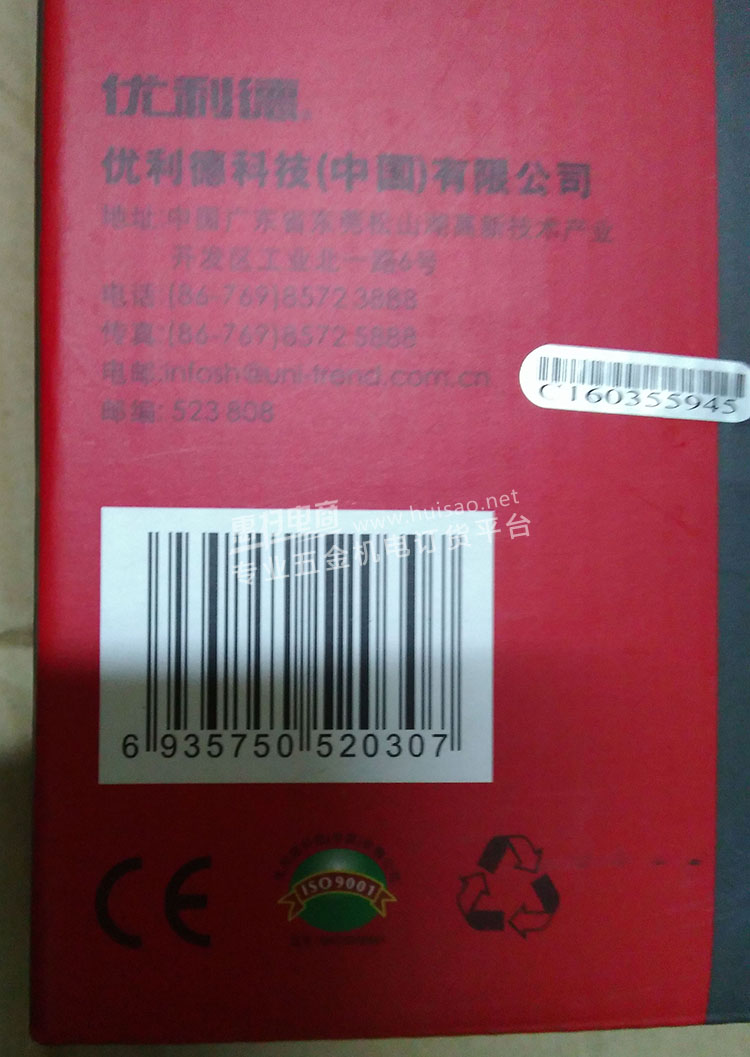 优利德
优利德科技(中国)有限公司
地址:中国广东省东莞松山湖高新技术产业
开发区工业北一路6号
电话:(86-769)8572 3888
传真:(86-769)8572 5888
电邮:infosh@uni-trend.com.cn
邮编:523 808
C160355945
惠扫电商 www.huisao.net
专业五金机电订货平台
6 935750 520307
CE
ISO9001